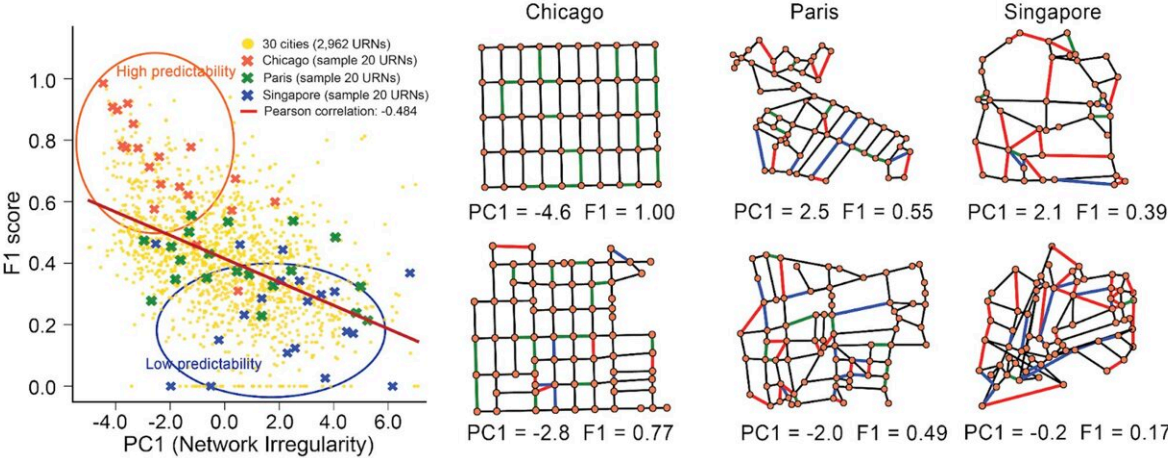 Chicago
Paris
Singapore
30 cities (2,962 URNs)
Chicago (sample 20 URNs)
Paris (sample 20 URNs)
Singapore (sample 20 URNs)
Pearson correlation: -0.484
High predictability
Low predictability
F1 score
1.0
0.8
0.6
0.4
0.2
0.0
-4.0 -2.0 0.0 2.0 4.0 6.0
PC1 (Network Irregularity)
PC1 = -4.6 F1 = 1.00
PC1 = 2.5 F1 = 0.55
PC1 = 2.1 F1 = 0.39
PC1 = -2.8 F1 = 0.77
PC1 = -2.0 F1 = 0.49
PC1 = -0.2 F1 = 0.17